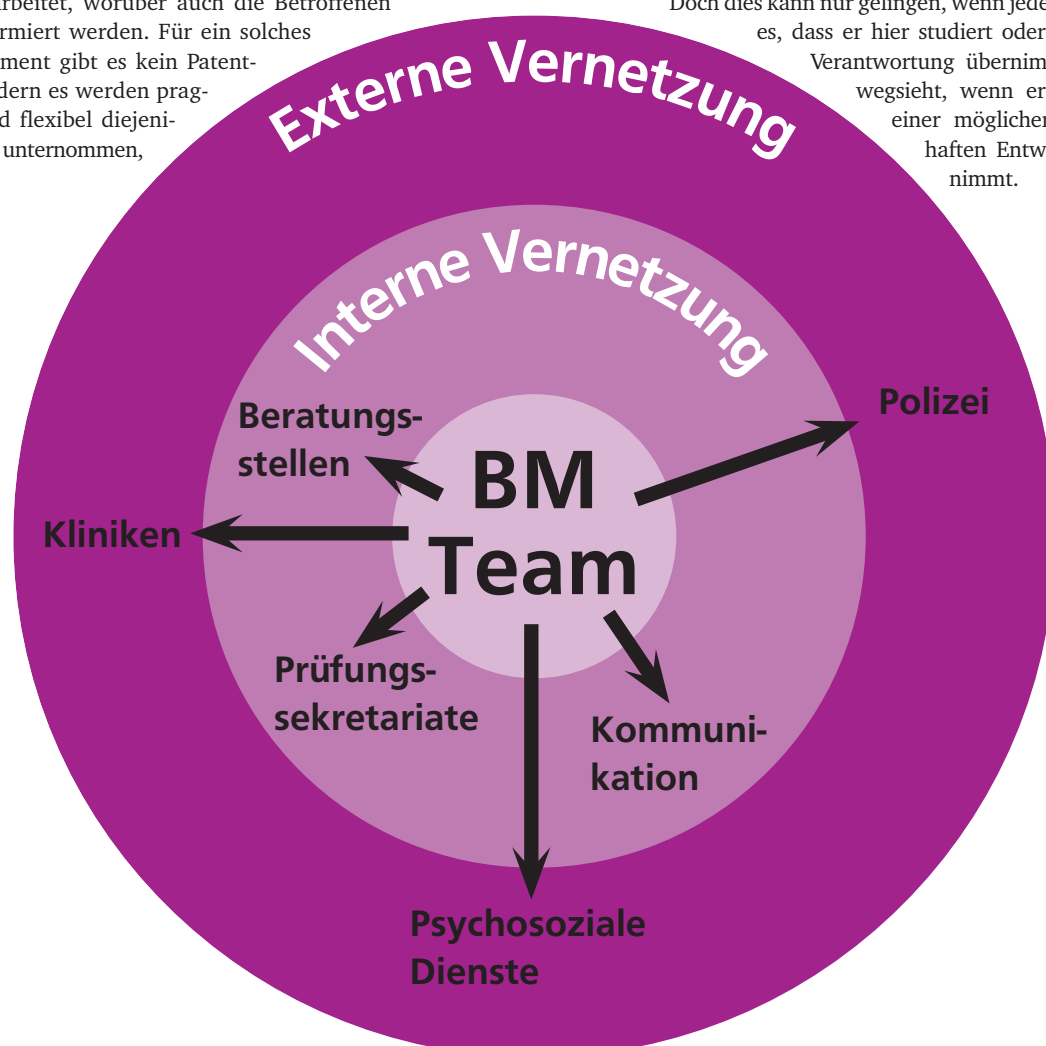 arbeitet, worüber auch die Betroffenen
ormiert werden. Für ein solches
ment gibt es kein Patent-
dern es werden prag-
d flexibel diejeni-
unternommen,
Doch dies kann nur gelingen, wenn jede
es, dass er hier studiert oder
Verantwortung übernim
wegsieht, wenn er
einer mögliche
haften Entw
nimmt.
Externe Vernetzung
Interne Vernetzung
Beratungs-
stellen
Polizei
BM
Team
Kliniken
Prüfungs-
sekretariate
Kommuni-
kation
Psychosoziale
Dienste